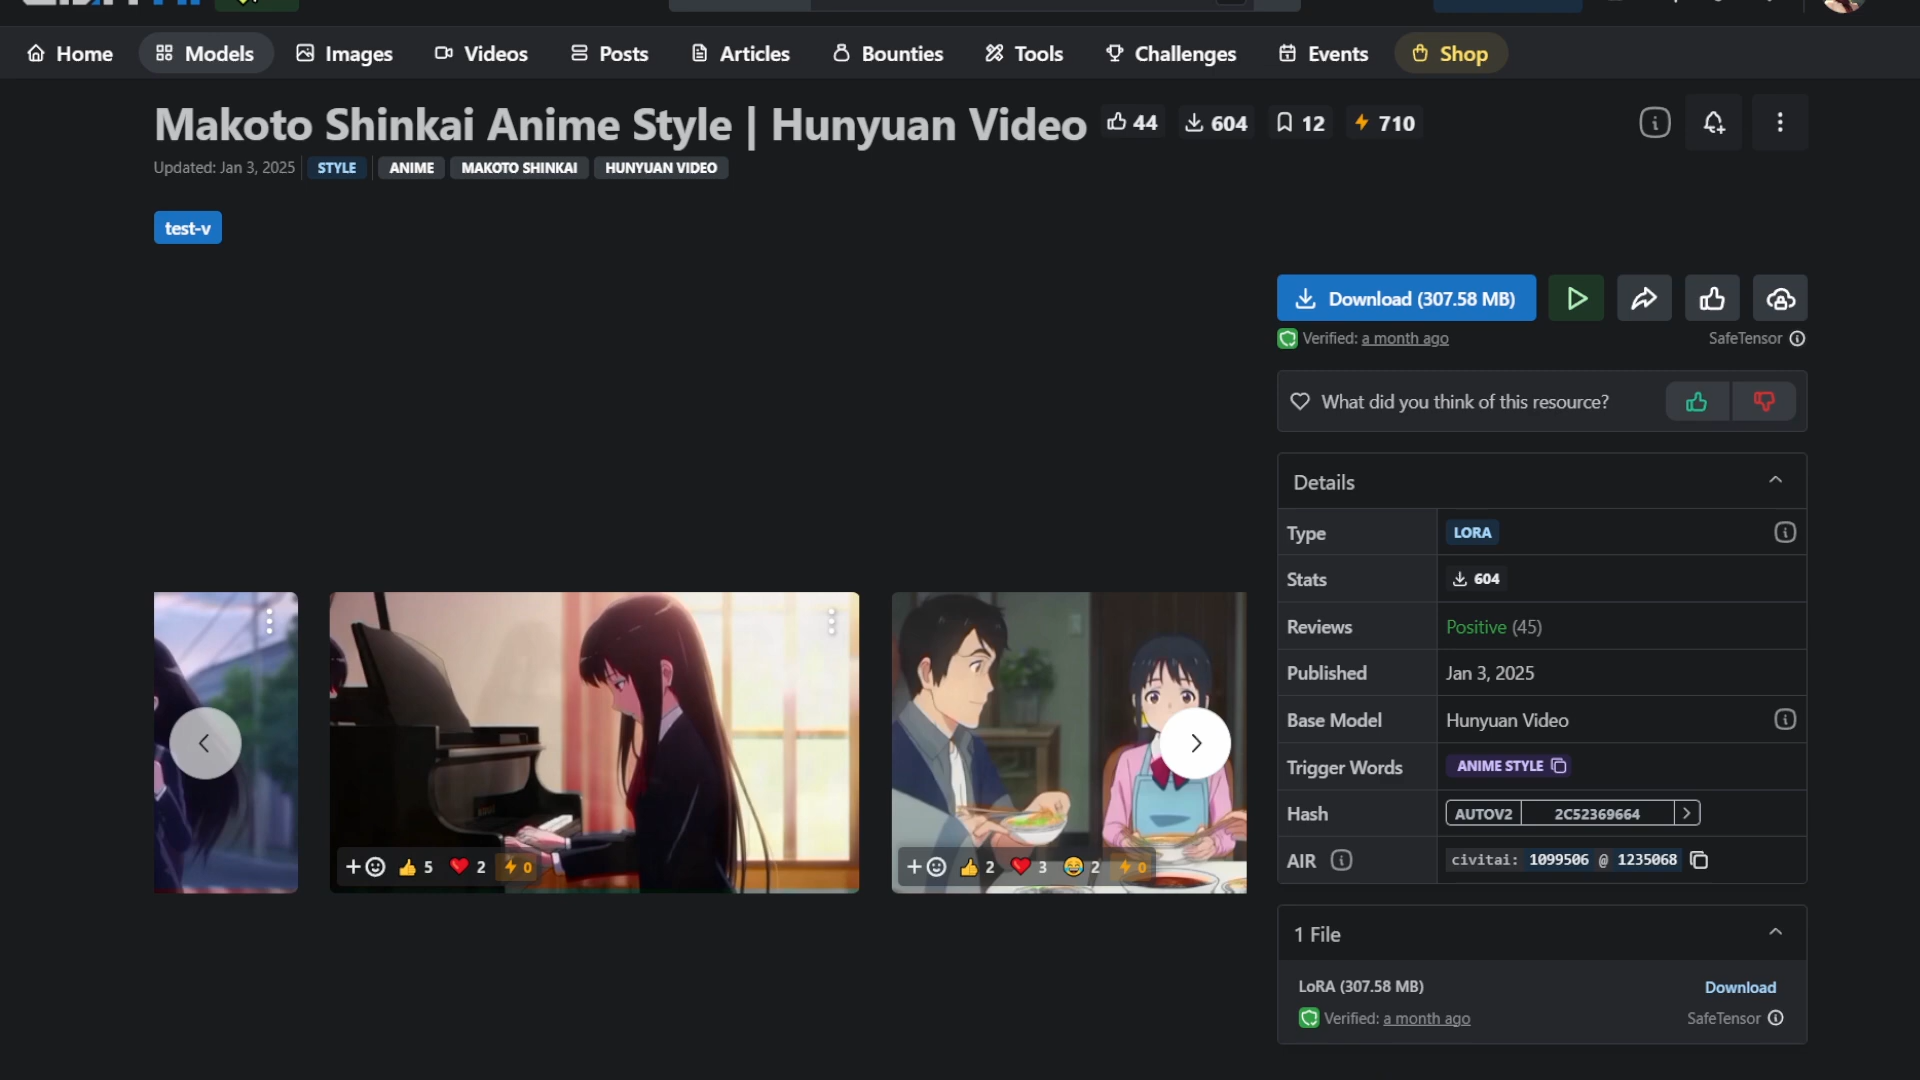 Home Models Images Videos Posts Articles Bounties Tools Challenges Events Shop
Makoto Shinkai Anime Style | Hunyuan Video 44 604 12 710
Updated: Jan 3, 2025 STYLE ANIME MAKOTO SHINKAI HUNYUAN VIDEO
test-v
Download (307.58 MB)
Verified: a month ago SafeTensor
What did you think of this resource?
Details
Type LORA
Stats 604
Reviews Positive (45)
Published Jan 3, 2025
Base Model Hunyuan Video
Trigger Words ANIME STYLE
Hash AUTOV2 2C52369664
AIR civitai: 1099506 @ 1235068
5 2 0
2 3 2 0
1 File
LoRA (307.58 MB) Download
Verified: a month ago SafeTensor